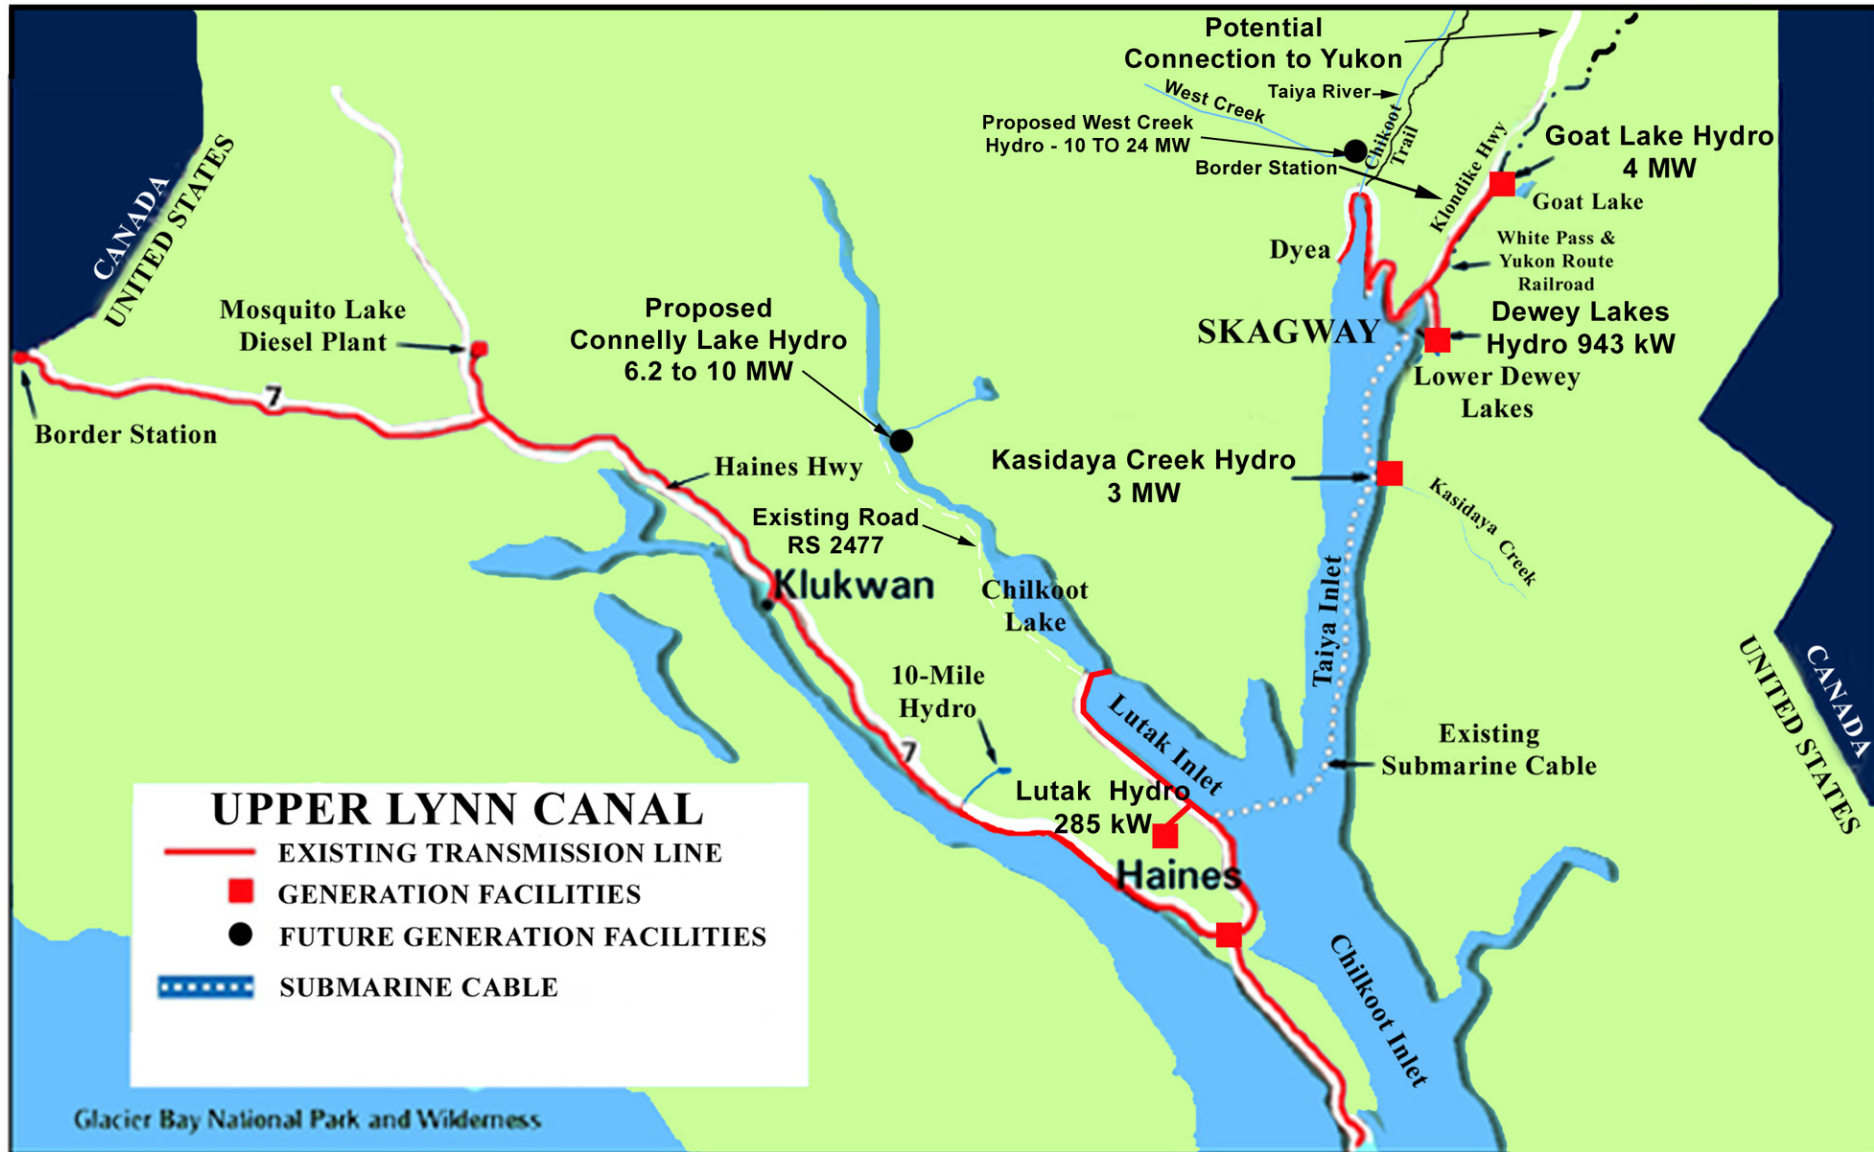 Potential
Connection to Yukon
Taiya River
West Creek
Proposed West Creek
Hydro - 10 TO 24 MW
Chikoot
Trail
Border Station
Klondike Hwy
Goat Lake Hydro
4 MW
Goat Lake
CANADA
UNITED STATES
Dyea
White Pass &
Yukon Route
Railroad
Mosquito Lake
Diesel Plant
Proposed
Connelly Lake Hydro
6.2 to 10 MW
SKAGWAY
Dewey Lakes
Hydro 943 kW
Lower Dewey
Lakes
7
Border Station
Haines Hwy
Kasidaya Creek Hydro
3 MW
Kasidaya Creek
Existing Road
RS 2477
Klukwan
Chilkoot
Lake
Taiya Inlet
10-Mile
Hydro
Lutak Inlet
Existing
Submarine Cable
CANADA
UNITED STATES
7
Lutak Hydro
285 kW
Haines
Chilkoot Inlet
UPPER LYNN CANAL
EXISTING TRANSMISSION LINE
GENERATION FACILITIES
FUTURE GENERATION FACILITIES
SUBMARINE CABLE
Glacier Bay National Park and Wilderness